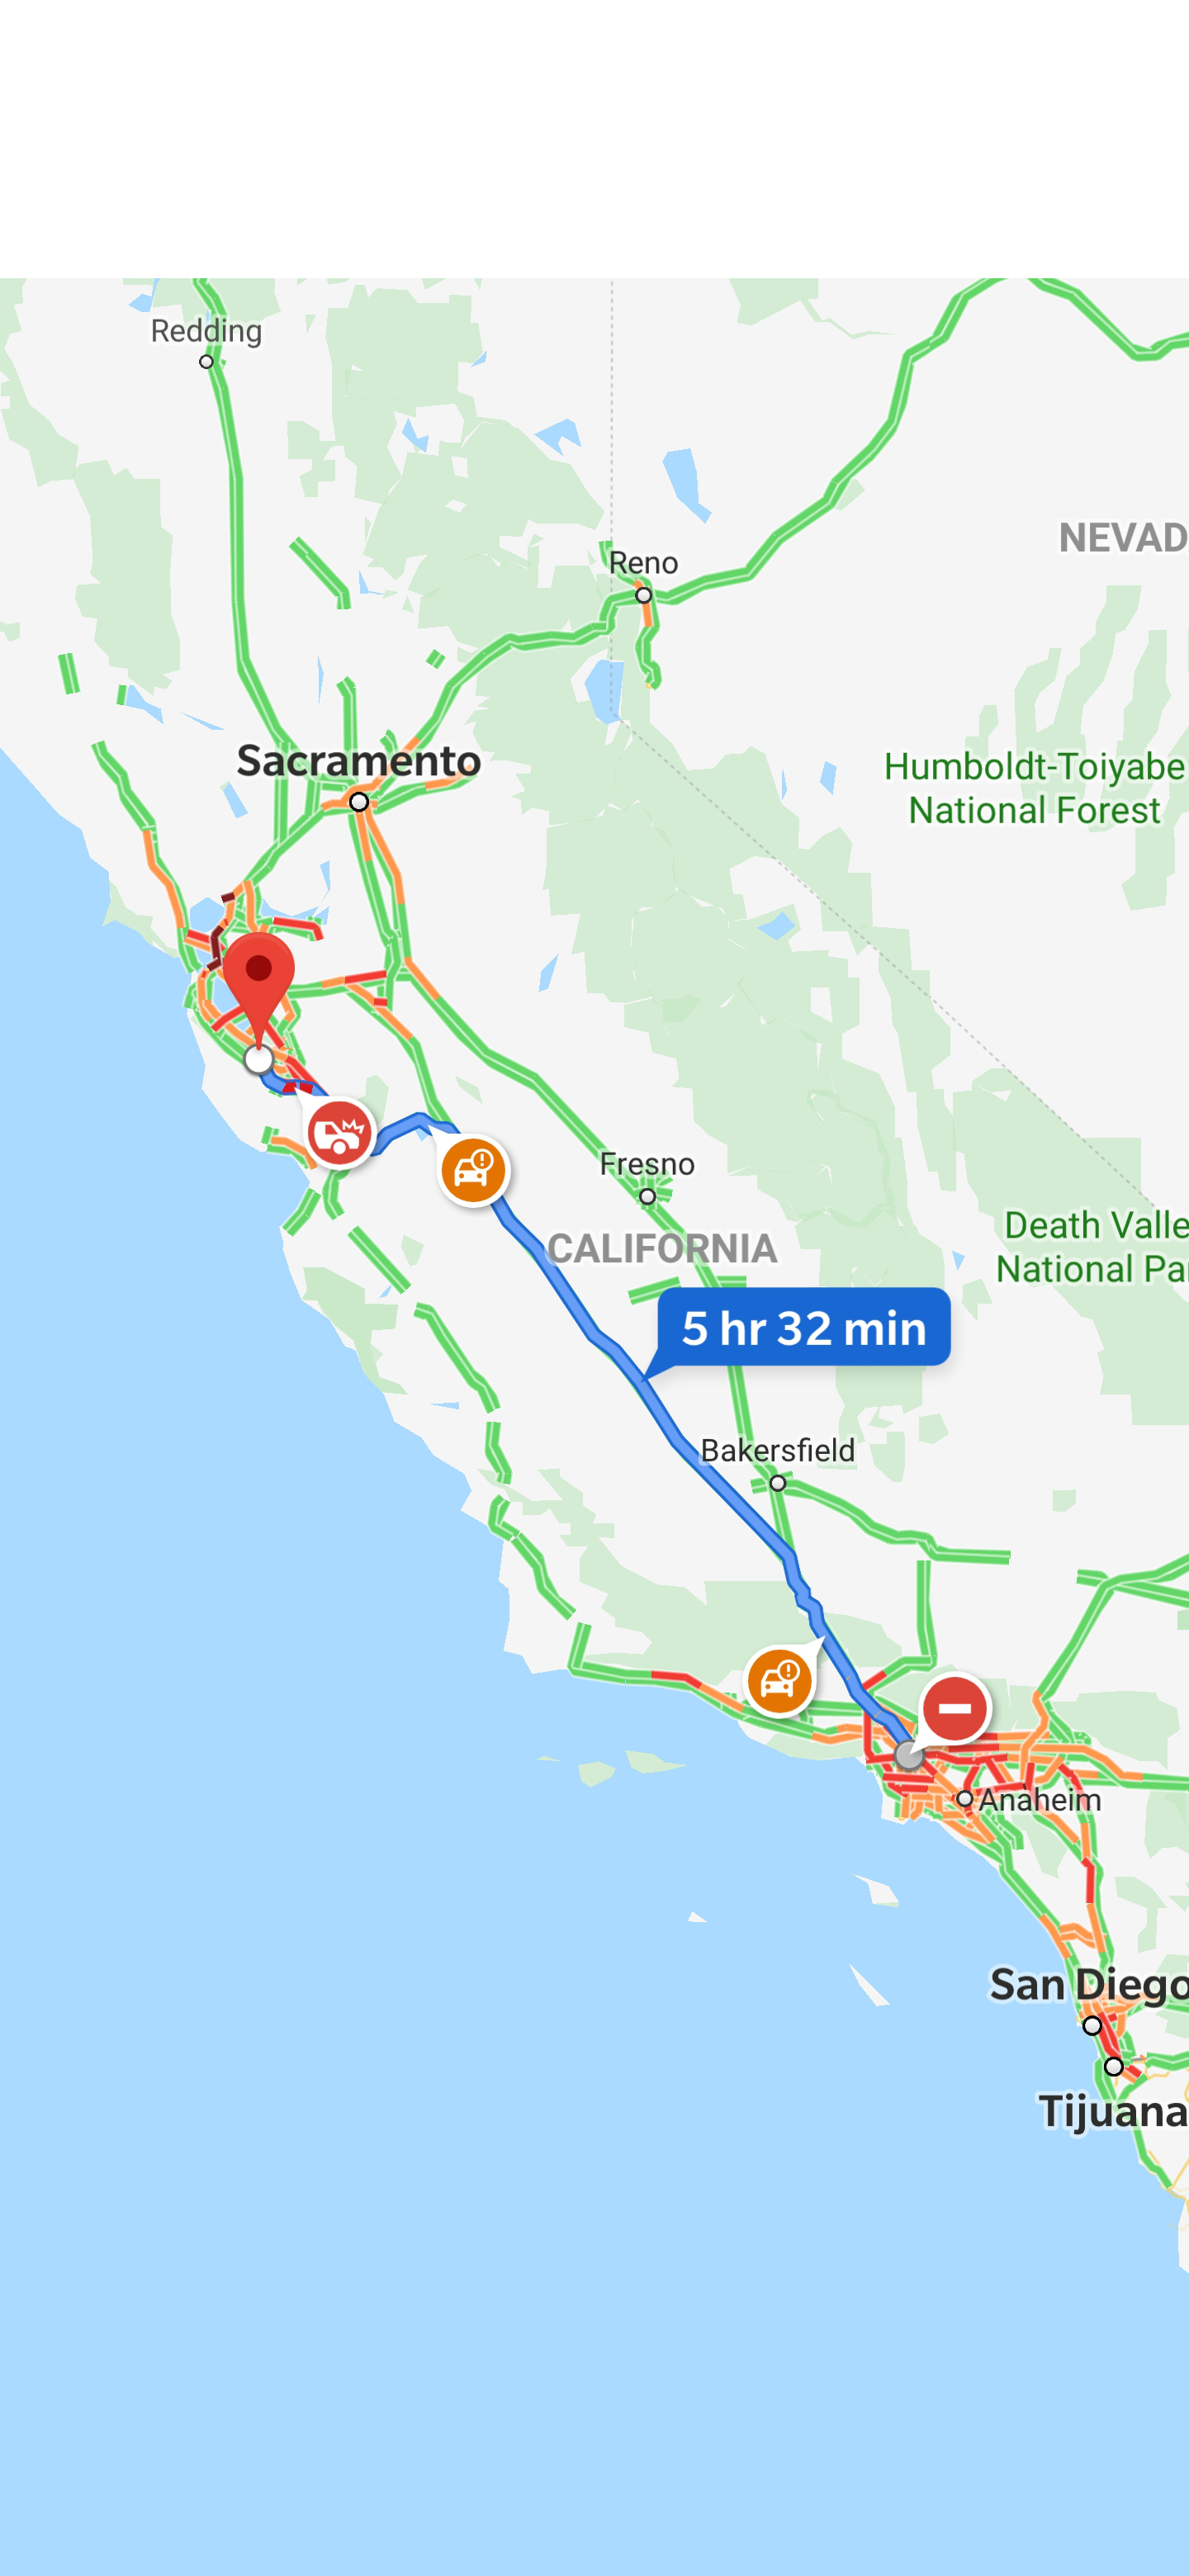 Redding
NEVAD
Reno
Sacramento
Humboldt-Toiyabe
National Forest
Fresno
Death Valle
National Pa
CALIFORNIA
5 hr 32 min
Bakersfield
Anaheim
San Diego
Tijuana